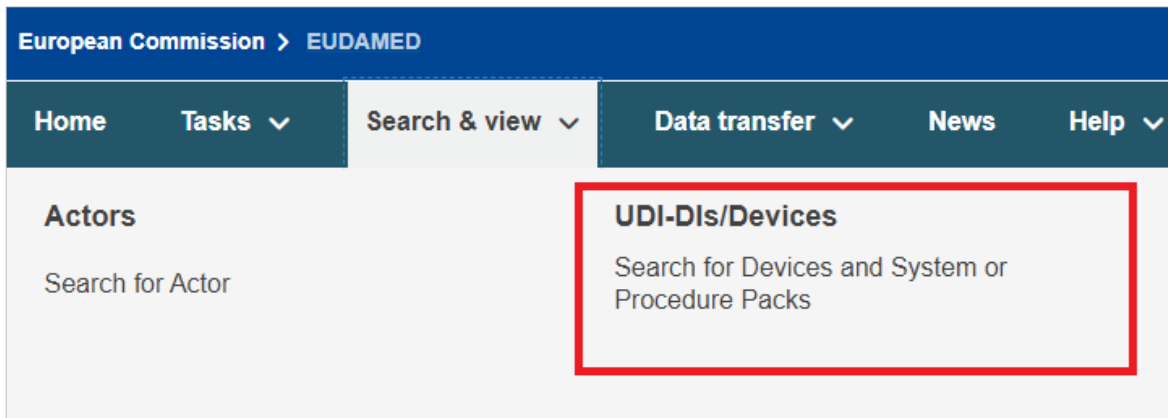 European Commission > EUDAMED
Home Tasks Search & view Data transfer News Help
Actors
Search for Actor
UDI-DIs/Devices
Search for Devices and System or
Procedure Packs